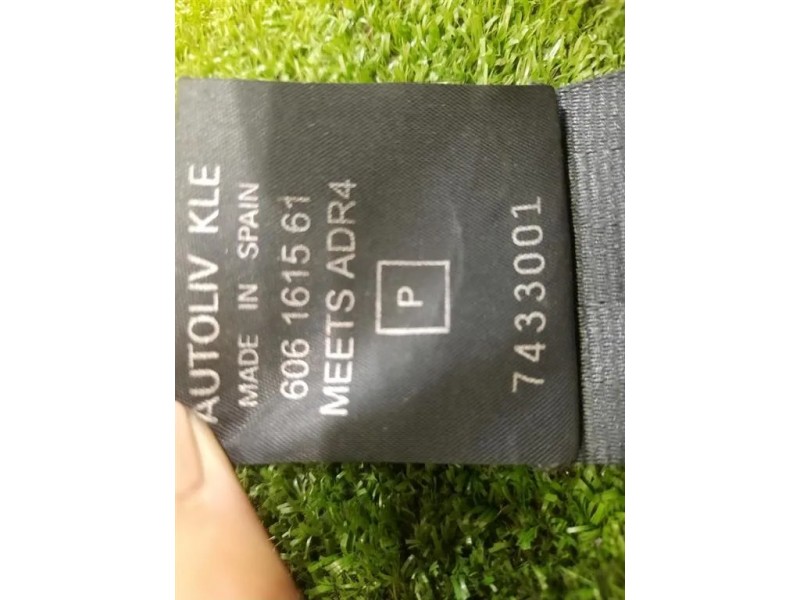 AUTOLIV KLE
MADE IN SPAIN
606 1615 61
MEETS ADR4
P
7433001